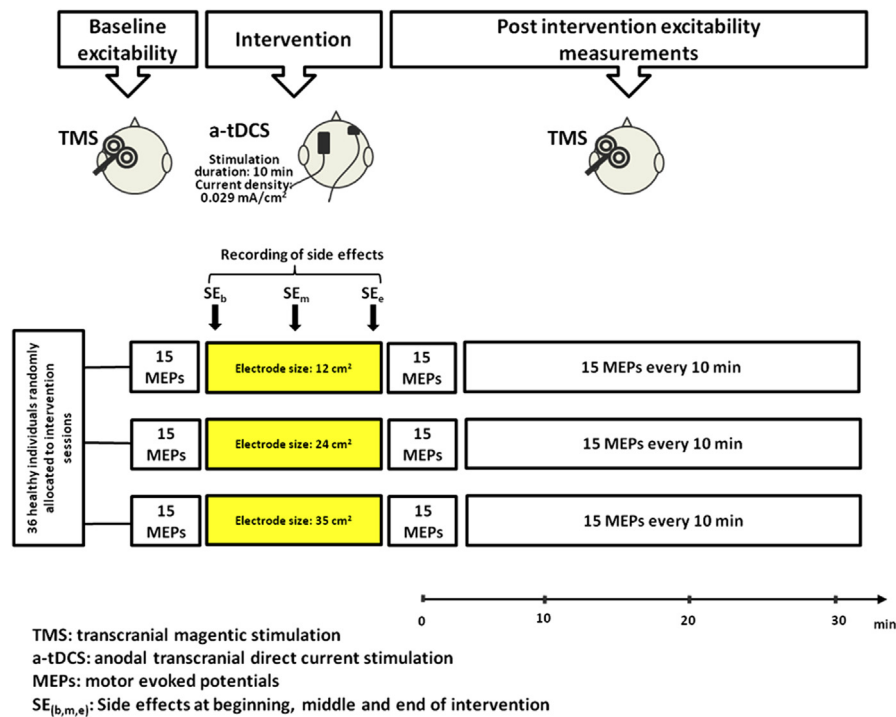 Baseline
excitability
Intervention
Post intervention excitability
measurements
TMS
a-tDCS
Stimulation
duration: 10 min
Current density:
0.029 mA/cm²
TMS
Recording of side effects
SEb
SEm
SEe
36 healthy individuals randomly
allocated to intervention
sessions
15
MEPs
Electrode size: 12 cm²
15
MEPs
15 MEPs every 10 min
15
MEPs
Electrode size: 24 cm²
15
MEPs
15 MEPs every 10 min
15
MEPs
Electrode size: 35 cm²
15
MEPs
15 MEPs every 10 min
0
10
20
30
min
TMS: transcranial magentic stimulation
a-tDCS: anodal transcranial direct current stimulation
MEPs: motor evoked potentials
SE(b,m,e): Side effects at beginning, middle and end of intervention